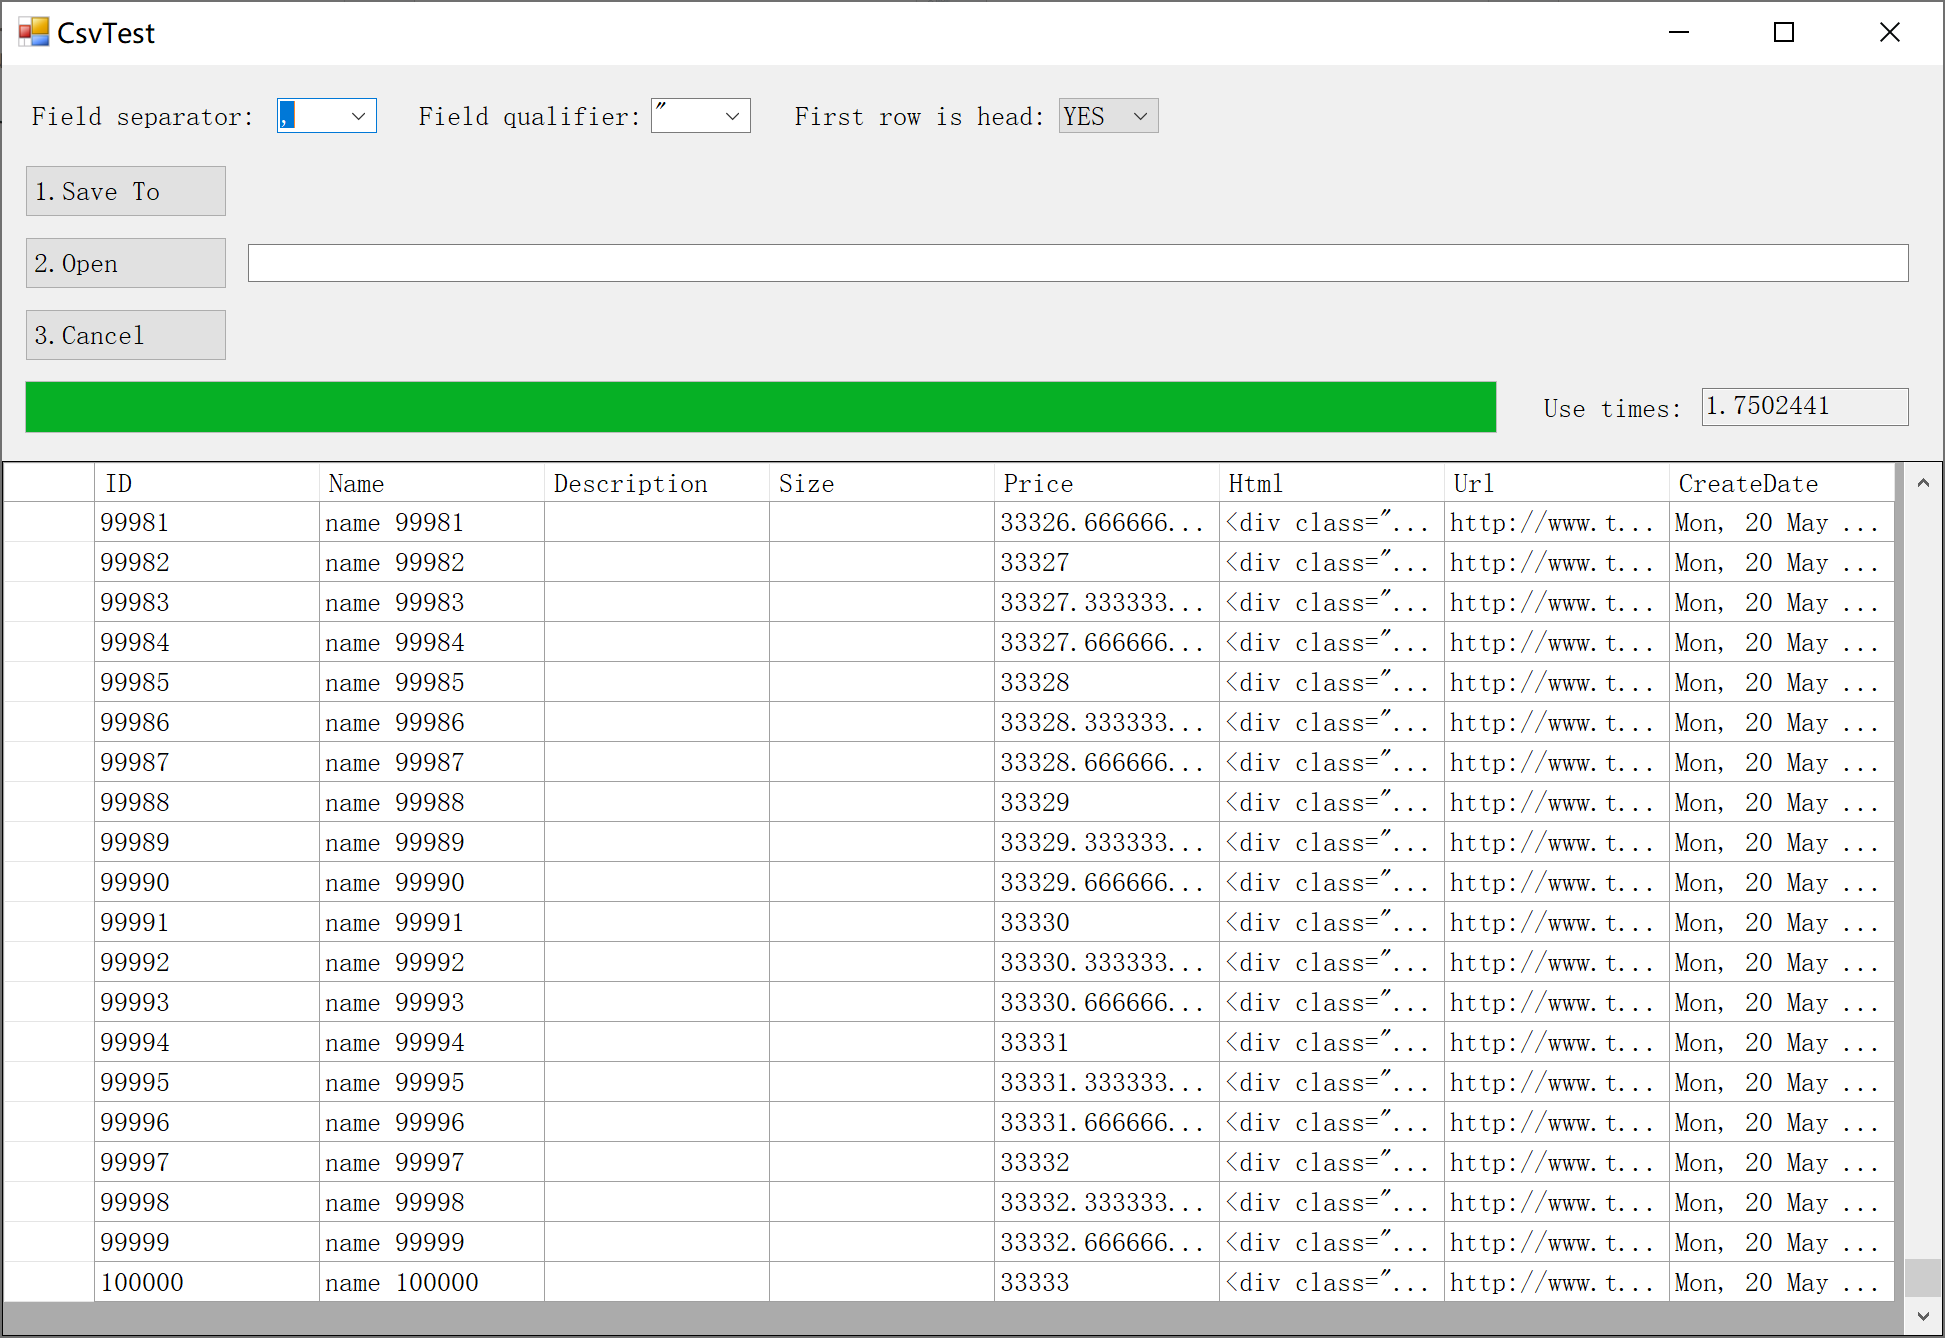 CsvTest
Field separator: , Field qualifier: " First row is head: YES
1.Save To
2.Open
3.Cancel
Use times: 1.7502441
ID Name Description Size Price Html Url CreateDate
99981 name 99981 33326.666666... <div class="... http://www.t... Mon, 20 May ...
99982 name 99982 33327 <div class="... http://www.t... Mon, 20 May ...
99983 name 99983 33327.333333... <div class="... http://www.t... Mon, 20 May ...
99984 name 99984 33327.666666... <div class="... http://www.t... Mon, 20 May ...
99985 name 99985 33328 <div class="... http://www.t... Mon, 20 May ...
99986 name 99986 33328.333333... <div class="... http://www.t... Mon, 20 May ...
99987 name 99987 33328.666666... <div class="... http://www.t... Mon, 20 May ...
99988 name 99988 33329 <div class="... http://www.t... Mon, 20 May ...
99989 name 99989 33329.333333... <div class="... http://www.t... Mon, 20 May ...
99990 name 99990 33329.666666... <div class="... http://www.t... Mon, 20 May ...
99991 name 99991 33330 <div class="... http://www.t... Mon, 20 May ...
99992 name 99992 33330.333333... <div class="... http://www.t... Mon, 20 May ...
99993 name 99993 33330.666666... <div class="... http://www.t... Mon, 20 May ...
99994 name 99994 33331 <div class="... http://www.t... Mon, 20 May ...
99995 name 99995 33331.333333... <div class="... http://www.t... Mon, 20 May ...
99996 name 99996 33331.666666... <div class="... http://www.t... Mon, 20 May ...
99997 name 99997 33332 <div class="... http://www.t... Mon, 20 May ...
99998 name 99998 33332.333333... <div class="... http://www.t... Mon, 20 May ...
99999 name 99999 33332.666666... <div class="... http://www.t... Mon, 20 May ...
100000 name 100000 33333 <div class="... http://www.t... Mon, 20 May ...